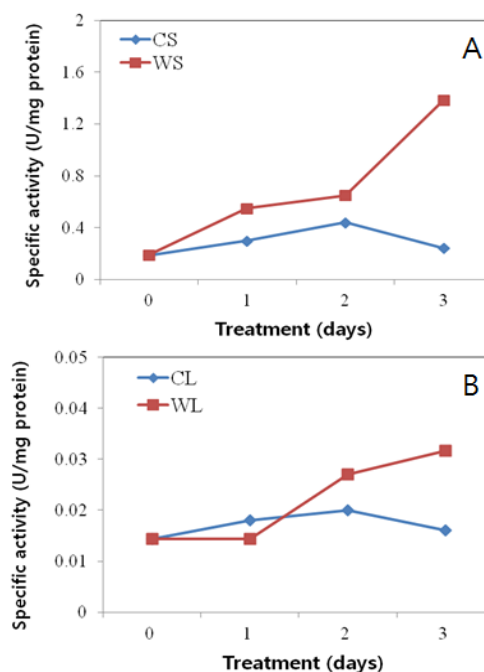 2
1.6
1.2
0.8
0.4
0
Specific activity (U/mg protein)
CS
WS
A
0 1 2 3
Treatment (days)
0.05
0.04
0.03
0.02
0.01
0
Specific activity (U/mg protein)
CL
WL
B
0 1 2 3
Treatment (days)